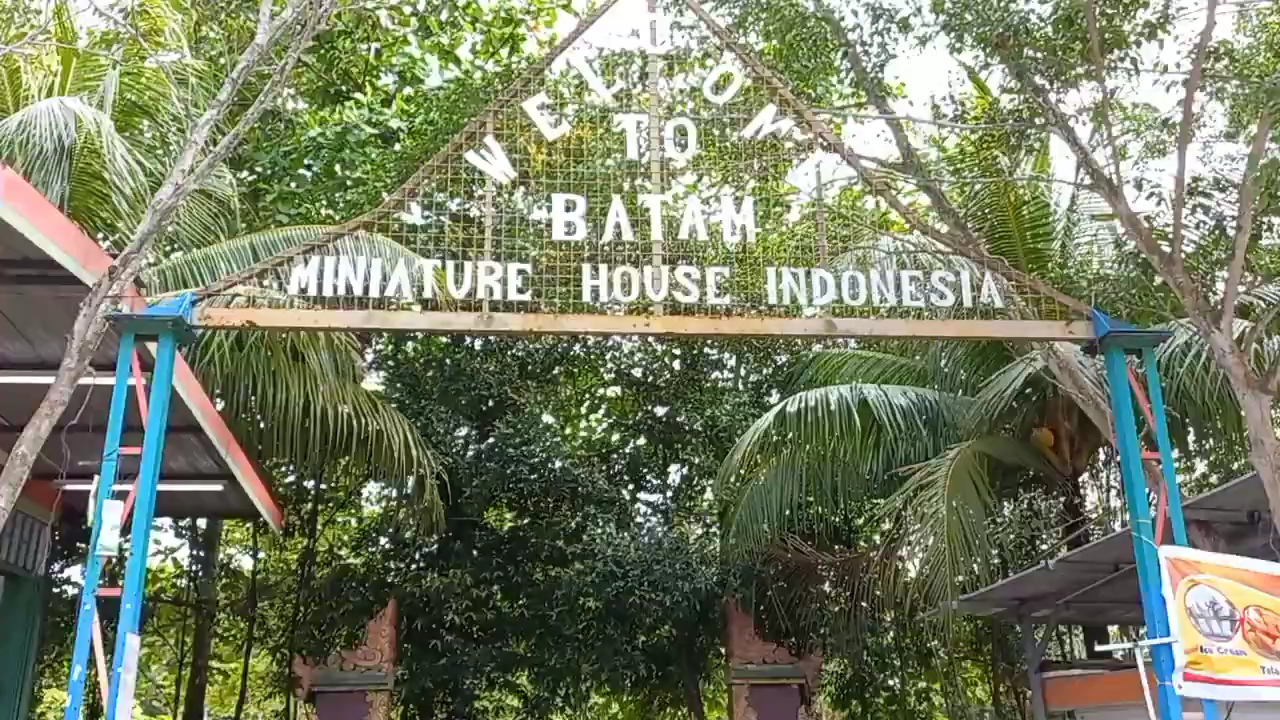 WELCOME
TO
BATAM
MINIATURE HOUSE INDONESIA
Ice Cream